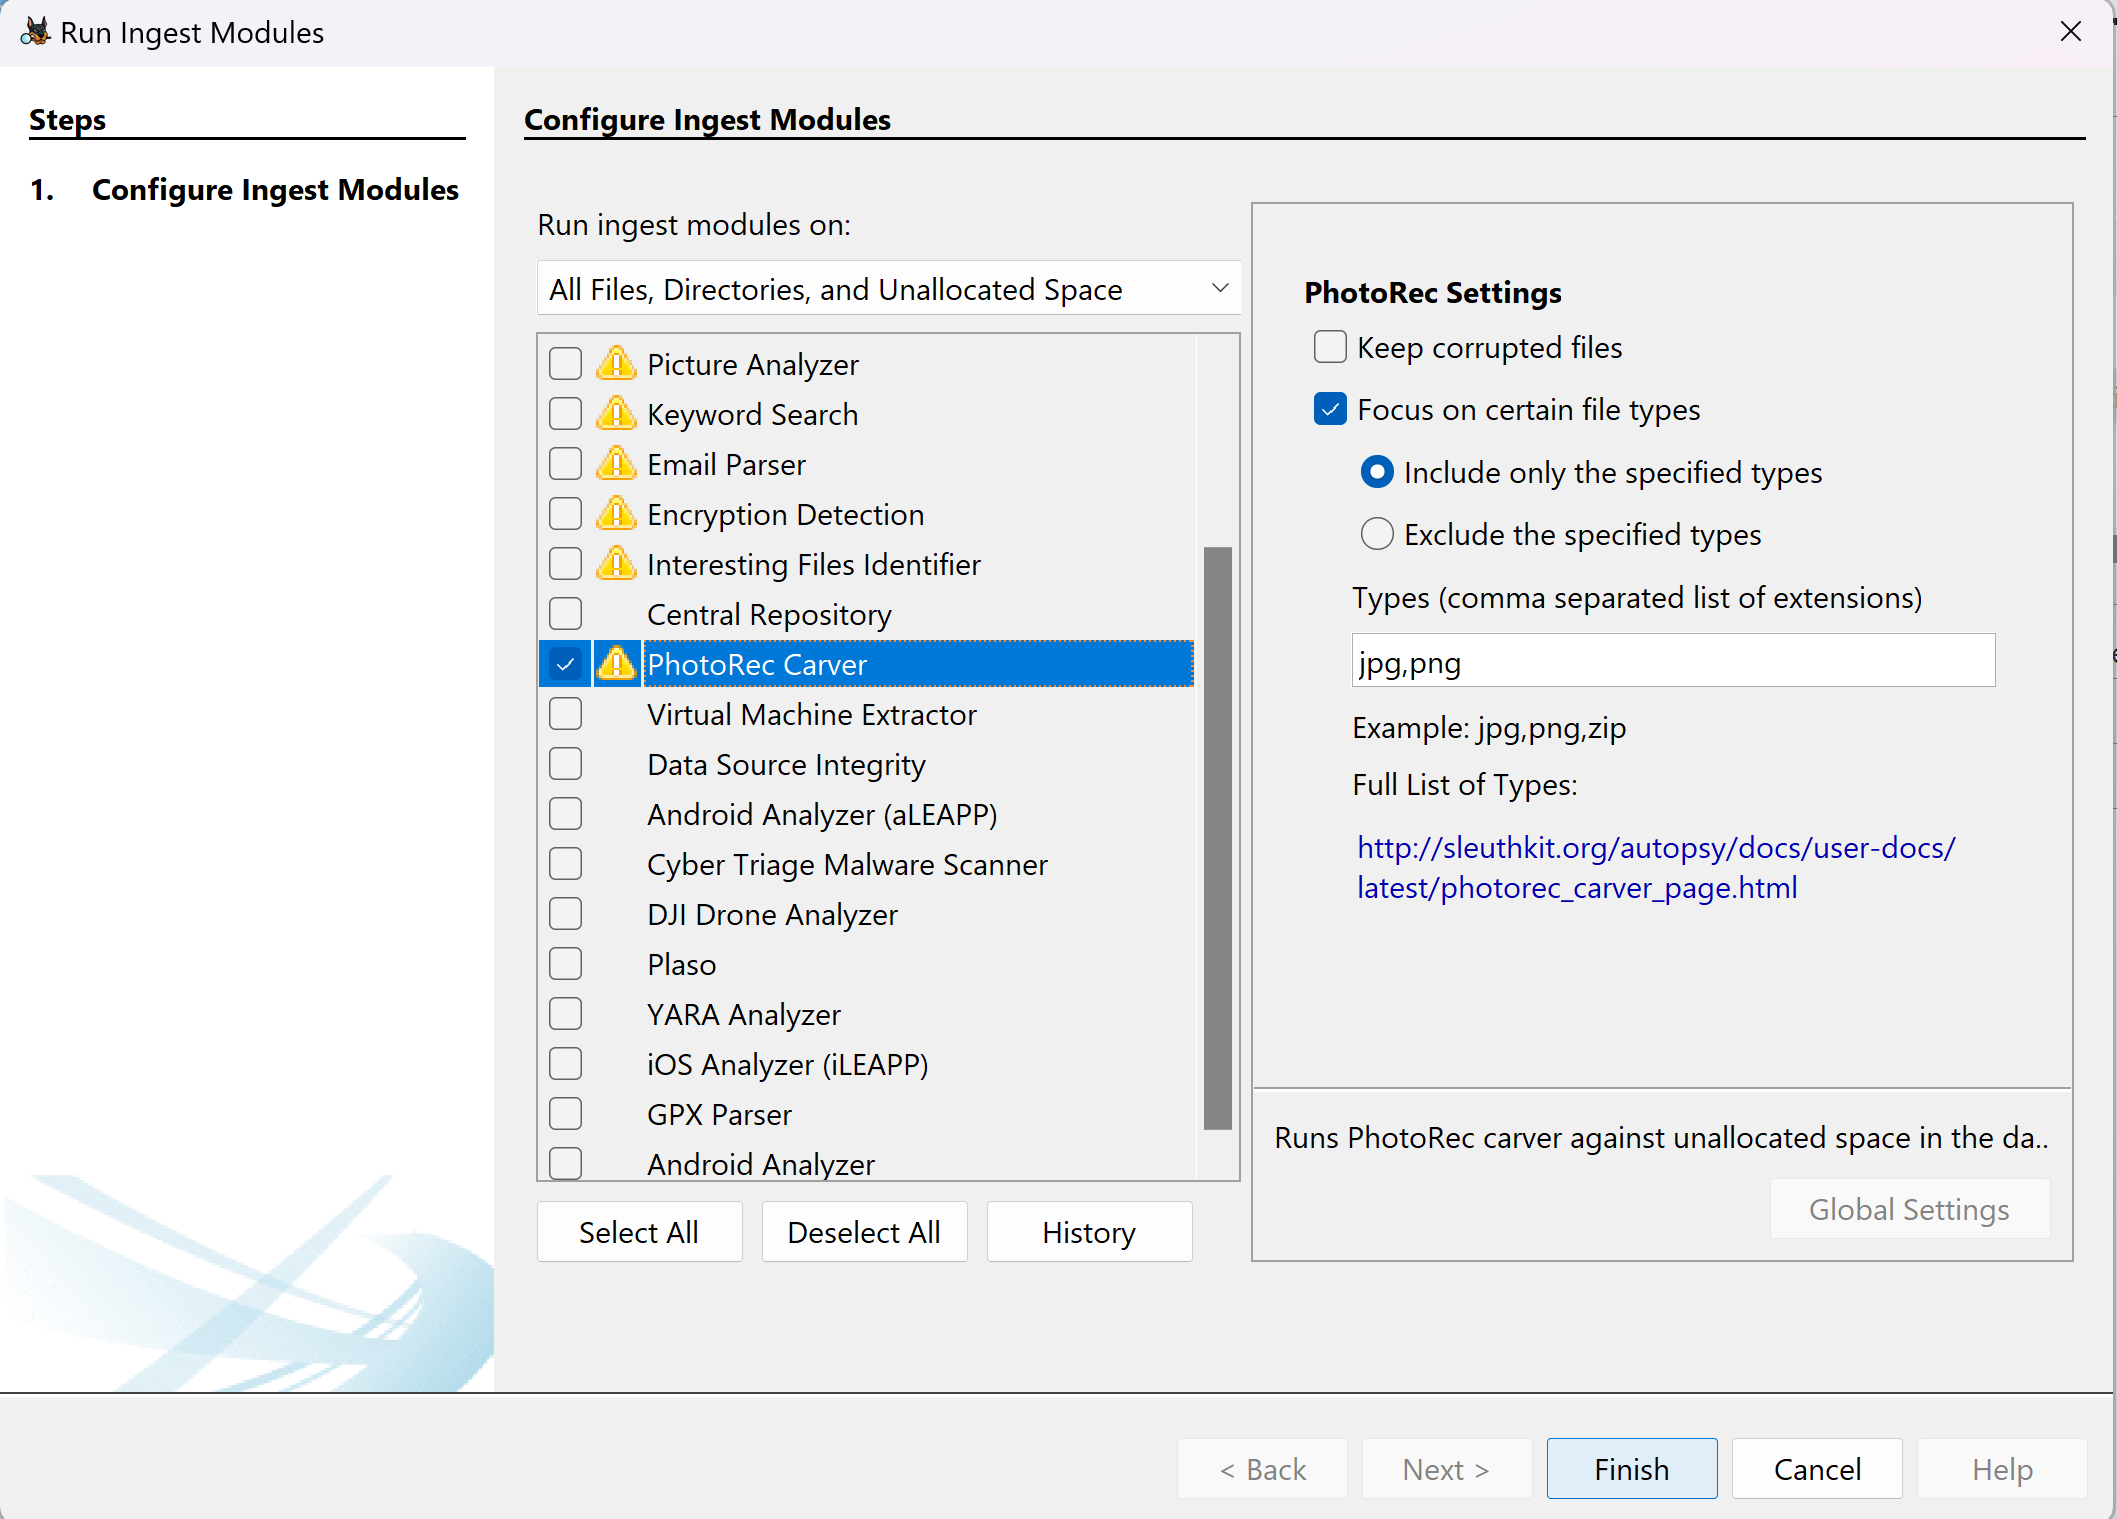 Run Ingest Modules
Steps
1. Configure Ingest Modules
Configure Ingest Modules
Run ingest modules on:
All Files, Directories, and Unallocated Space
Picture Analyzer
Keyword Search
Email Parser
Encryption Detection
Interesting Files Identifier
Central Repository
PhotoRec Carver
Virtual Machine Extractor
Data Source Integrity
Android Analyzer (aLEAPP)
Cyber Triage Malware Scanner
DJI Drone Analyzer
Plaso
YARA Analyzer
iOS Analyzer (iLEAPP)
GPX Parser
Android Analyzer
Select All
Deselect All
History
PhotoRec Settings
Keep corrupted files
Focus on certain file types
Include only the specified types
Exclude the specified types
Types (comma separated list of extensions)
jpg,png
Example: jpg,png,zip
Full List of Types:
http://sleuthkit.org/autopsy/docs/user-docs/
latest/photorec_carver_page.html
Runs PhotoRec carver against unallocated space in the da..
Global Settings
< Back
Next >
Finish
Cancel
Help